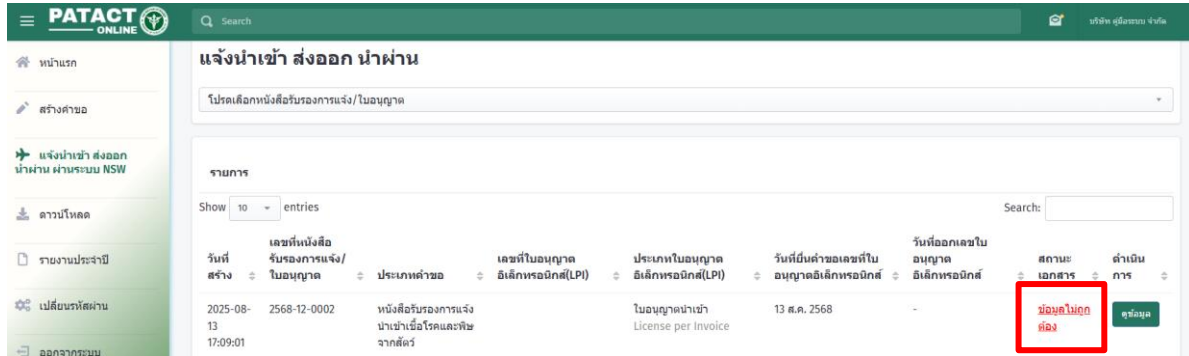 PATACT
ONLINE
Search
บริษัท คู่มือระบบ จำกัด
หน้าแรก
สร้างคำขอ
แจ้งนำเข้า ส่งออก
นำผ่าน ผ่านระบบ NSW
ดาวน์โหลด
รายงานประจำปี
เปลี่ยนรหัสผ่าน
ออกจากระบบ
แจ้งนำเข้า ส่งออก นำผ่าน
โปรดเลือกหนังสือรับรองการแจ้ง/ใบอนุญาต
รายการ
Show 10 entries
Search:
วันที่
สร้าง
เลขที่หนังสือ
รับรองการแจ้ง/
ใบอนุญาต
ประเภทคำขอ
เลขที่ใบอนุญาต
อิเล็กทรอนิกส์(LPI)
ประเภทใบอนุญาต
อิเล็กทรอนิกส์(LPI)
วันที่ยื่นคำขอเลขที่ใบ
อนุญาตอิเล็กทรอนิกส์
วันที่ออกเลขใบ
อนุญาต
อิเล็กทรอนิกส์
สถานะ
เอกสาร
ดำเนิน
การ
2025-08-
13
17:09:01
2568-12-0002
หนังสือรับรองการแจ้ง
นำเข้าเชื้อโรคและพิษ
จากสัตว์
ใบอนุญาตนำเข้า
License per Invoice
13 ส.ค. 2568
-
ข้อมูลไม่ถูก
ต้อง
ดูข้อมูล